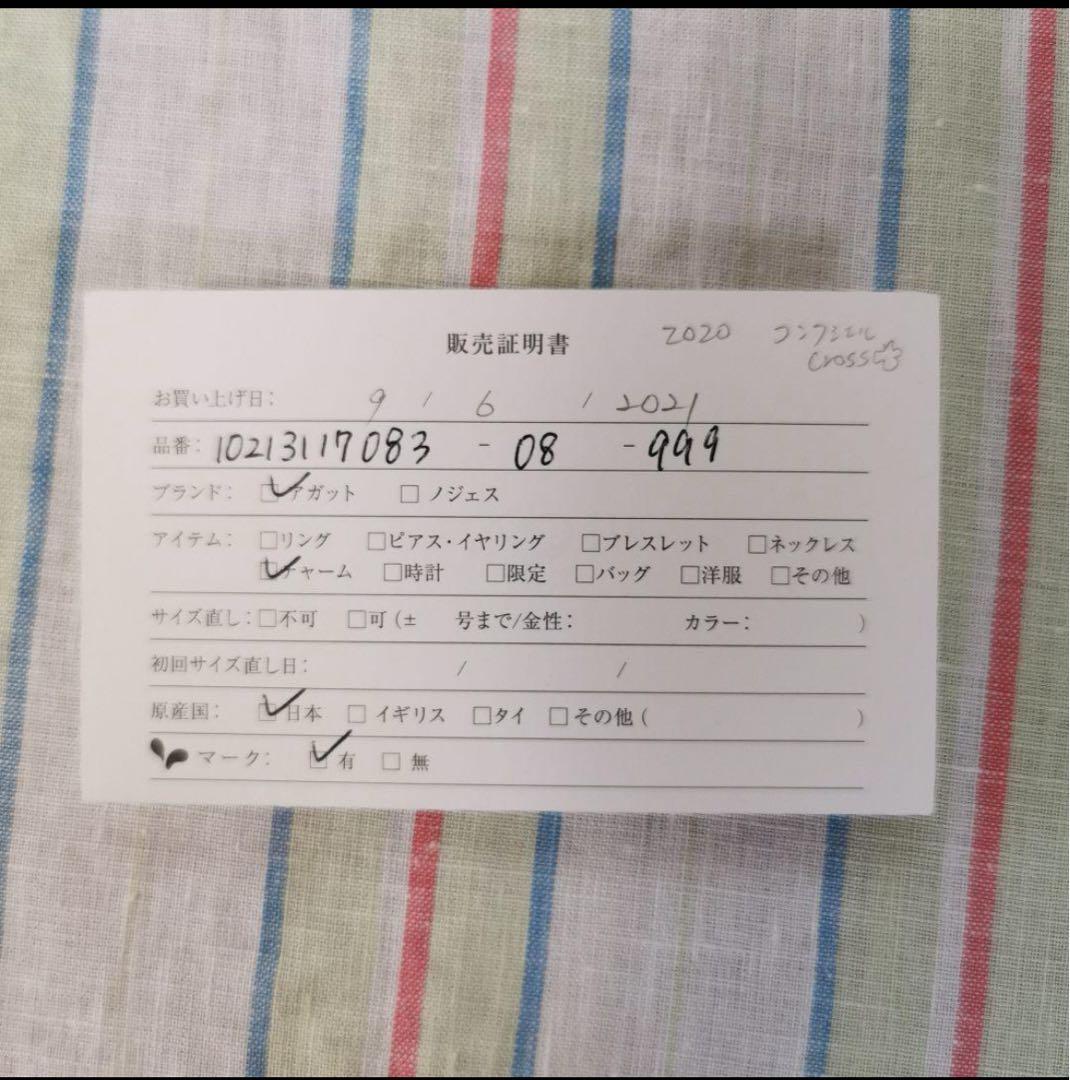 販売証明書 2020 コンフミエル
cross
お買い上げ日: 9 / 6 / 2021
品番: 10213117083 - 08 - 999
ブランド: ☑アガット □ノジェス
アイテム: □リング □ピアス・イヤリング □ブレスレット □ネックレス
☑チャーム □時計 □限定 □バッグ □洋服 □その他
サイズ直し: □不可 □可(± 号まで/金性: カラー: )
初回サイズ直し日: / /
原産国: ☑日本 □イギリス □タイ □その他( )
マーク: ☑有 □無